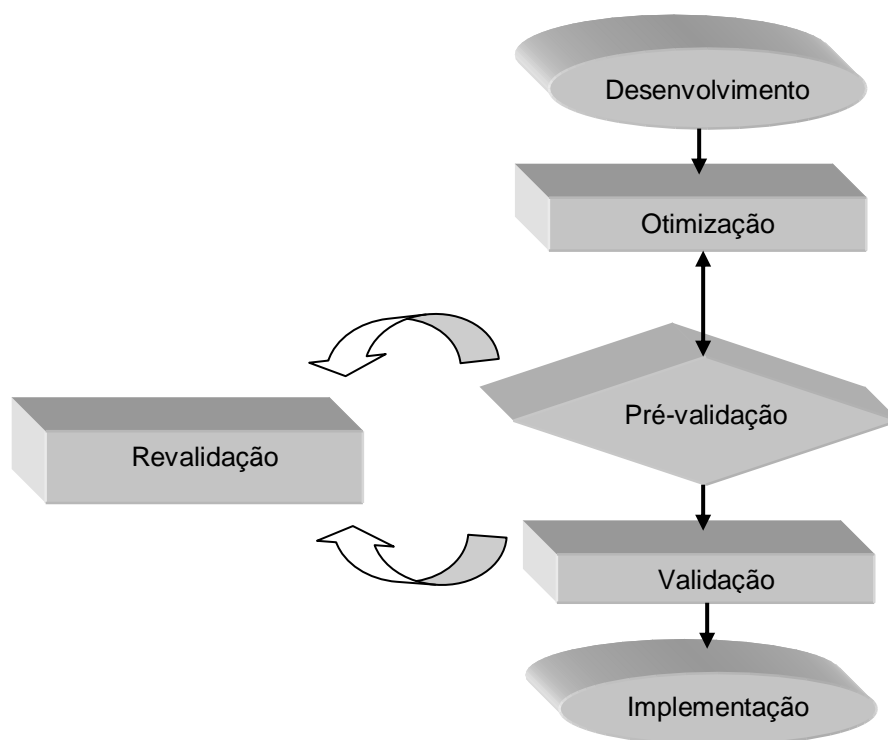 Desenvolvimento
Otimização
Pré-validação
Revalidação
Validação
Implementação